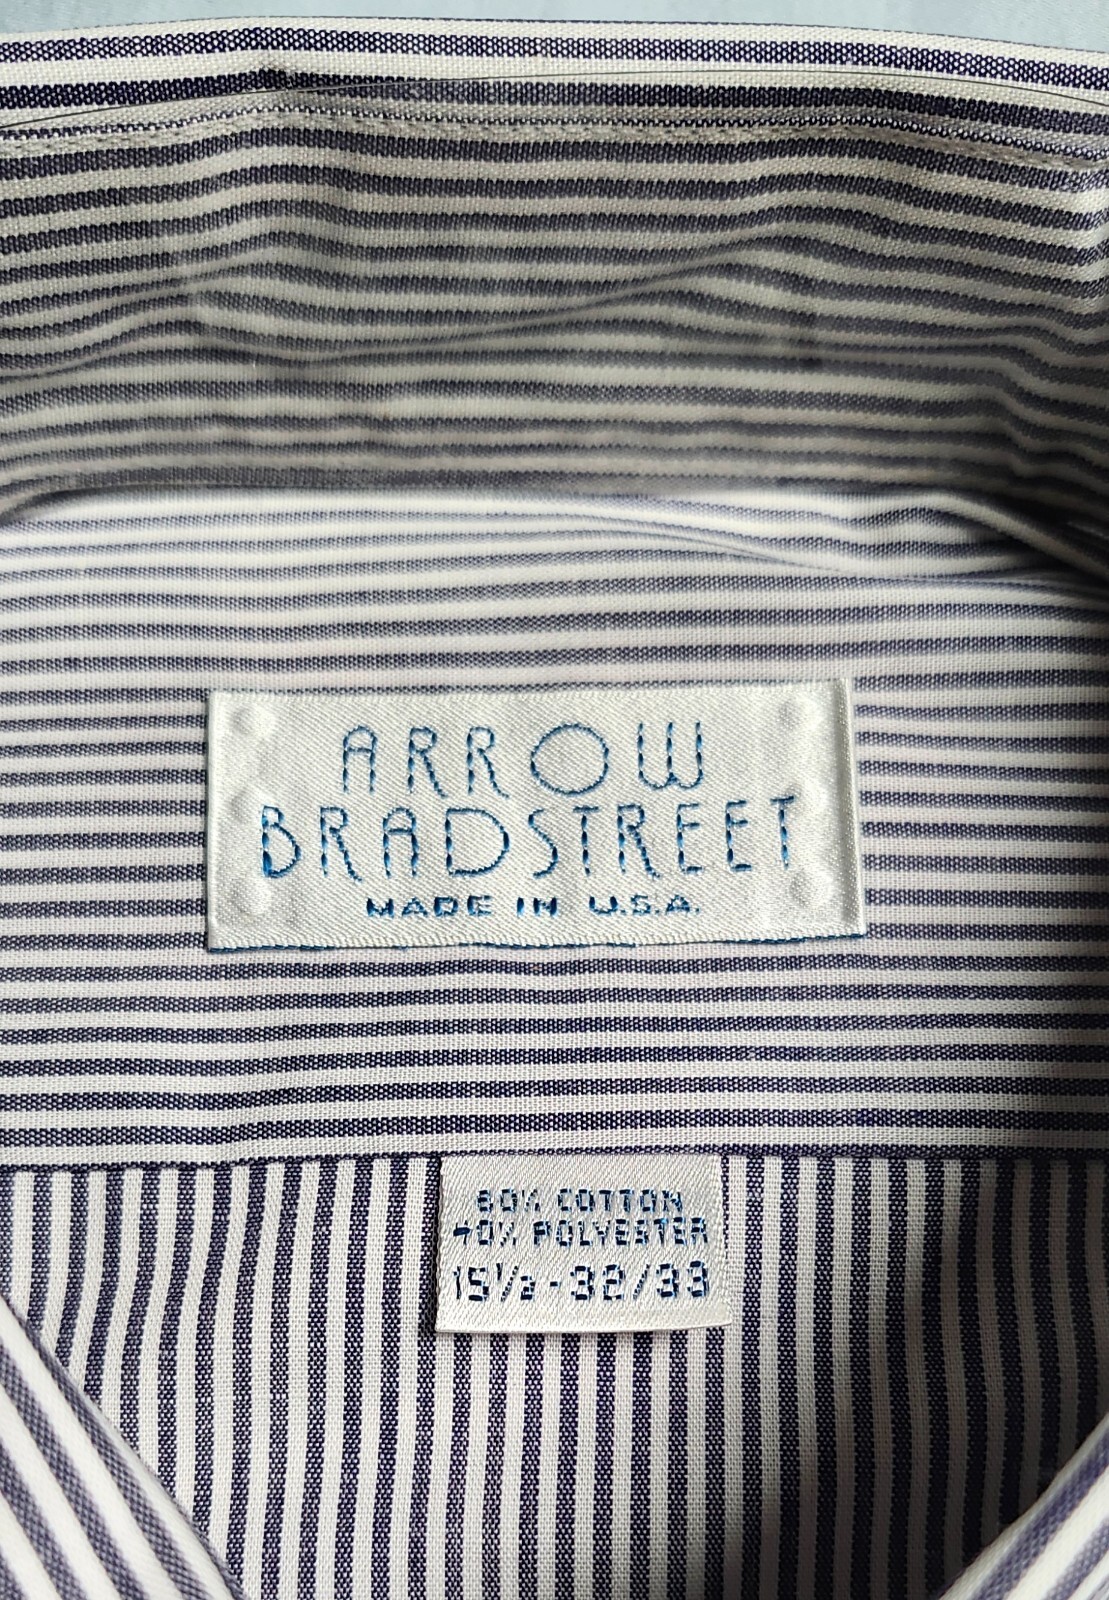 ARROW
BRADSTREET
MADE IN U.S.A.
60% COTTON
40% POLYESTER
15½ - 32/33